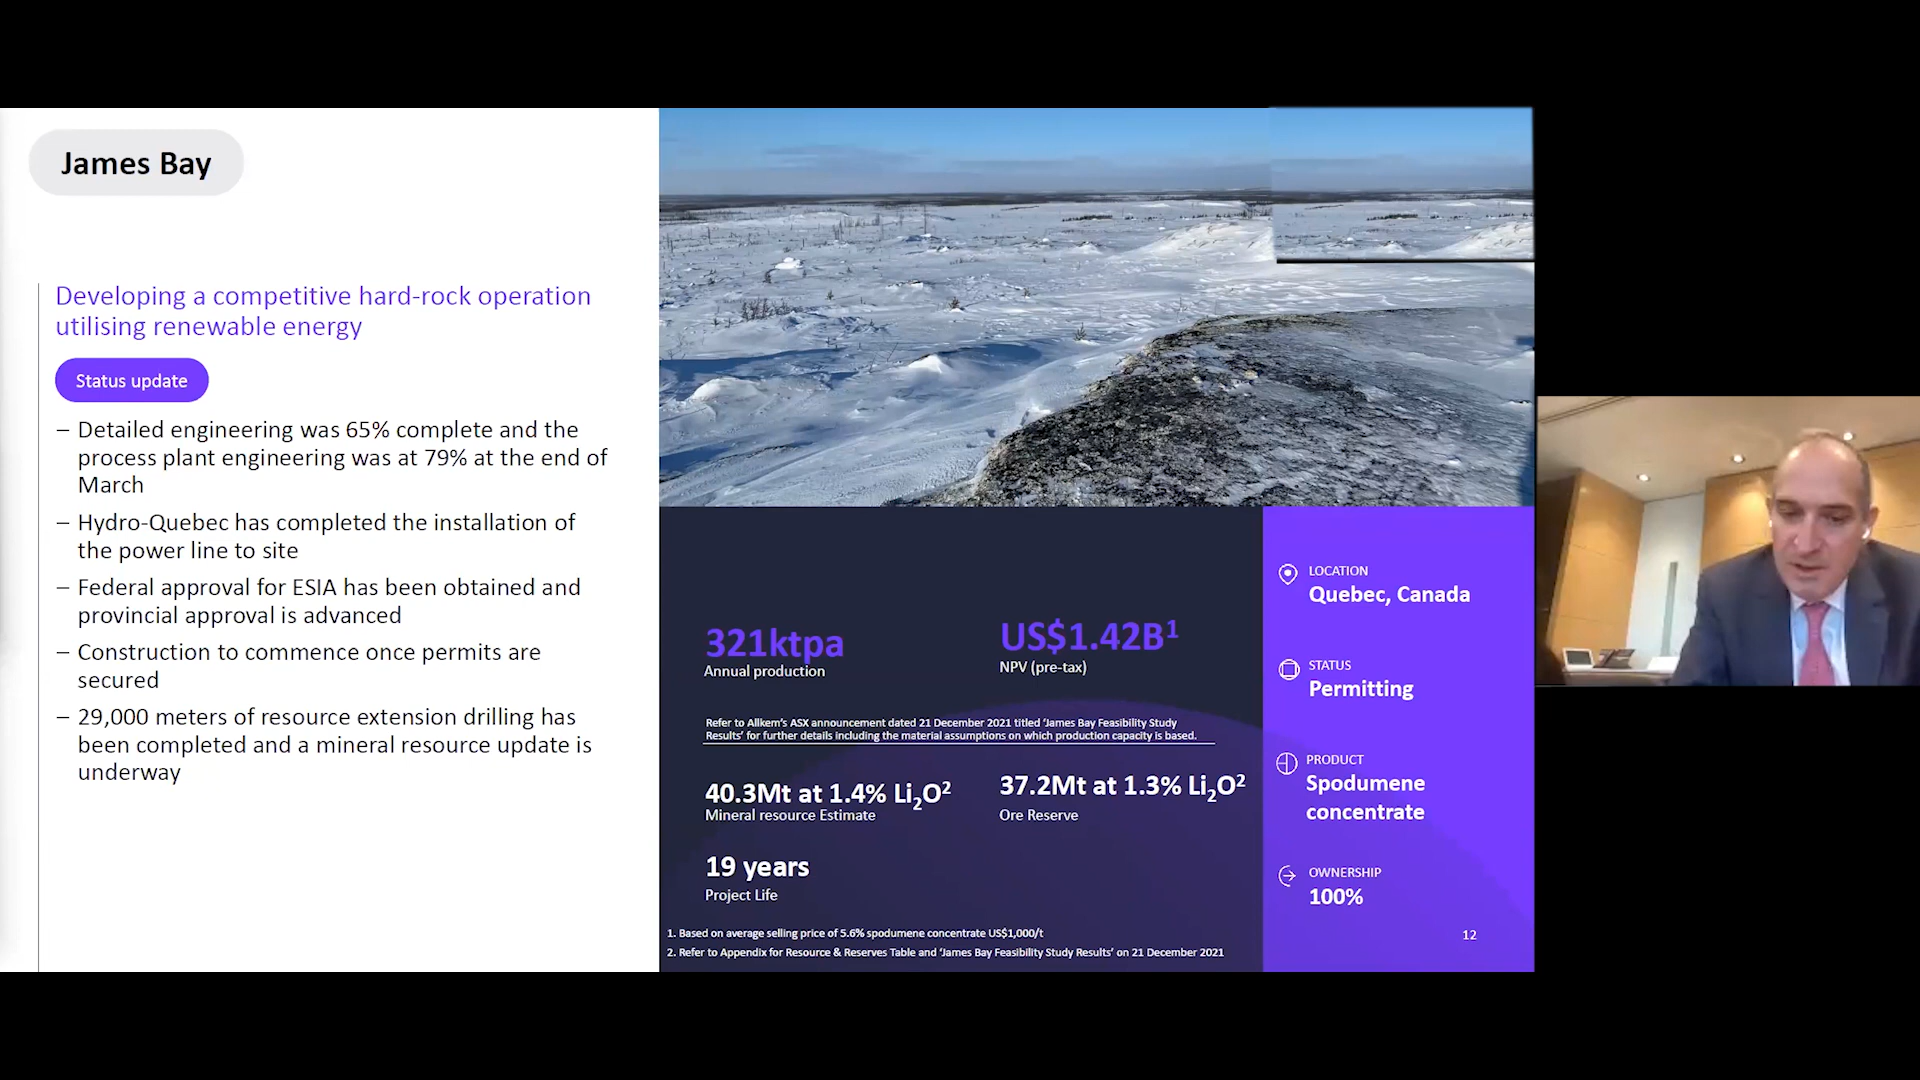 James Bay
Developing a competitive hard-rock operation
utilising renewable energy
Status update
– Detailed engineering was 65% complete and the
process plant engineering was at 79% at the end of
March
– Hydro-Quebec has completed the installation of
the power line to site
– Federal approval for ESIA has been obtained and
provincial approval is advanced
– Construction to commence once permits are
secured
– 29,000 meters of resource extension drilling has
been completed and a mineral resource update is
underway
321ktpa
Annual production
US$1.42B¹
NPV (pre-tax)
Refer to Allkem's ASX announcement dated 21 December 2021 titled 'James Bay Feasibility Study
Results' for further details including the material assumptions on which production capacity is based.
40.3Mt at 1.4% Li₂O²
Mineral resource Estimate
37.2Mt at 1.3% Li₂O²
Ore Reserve
19 years
Project Life
1. Based on average selling price of 5.6% spodumene concentrate US$1,000/t
2. Refer to Appendix for Resource & Reserves Table and 'James Bay Feasibility Study Results' on 21 December 2021
LOCATION
Quebec, Canada
STATUS
Permitting
PRODUCT
Spodumene
concentrate
OWNERSHIP
100%
12